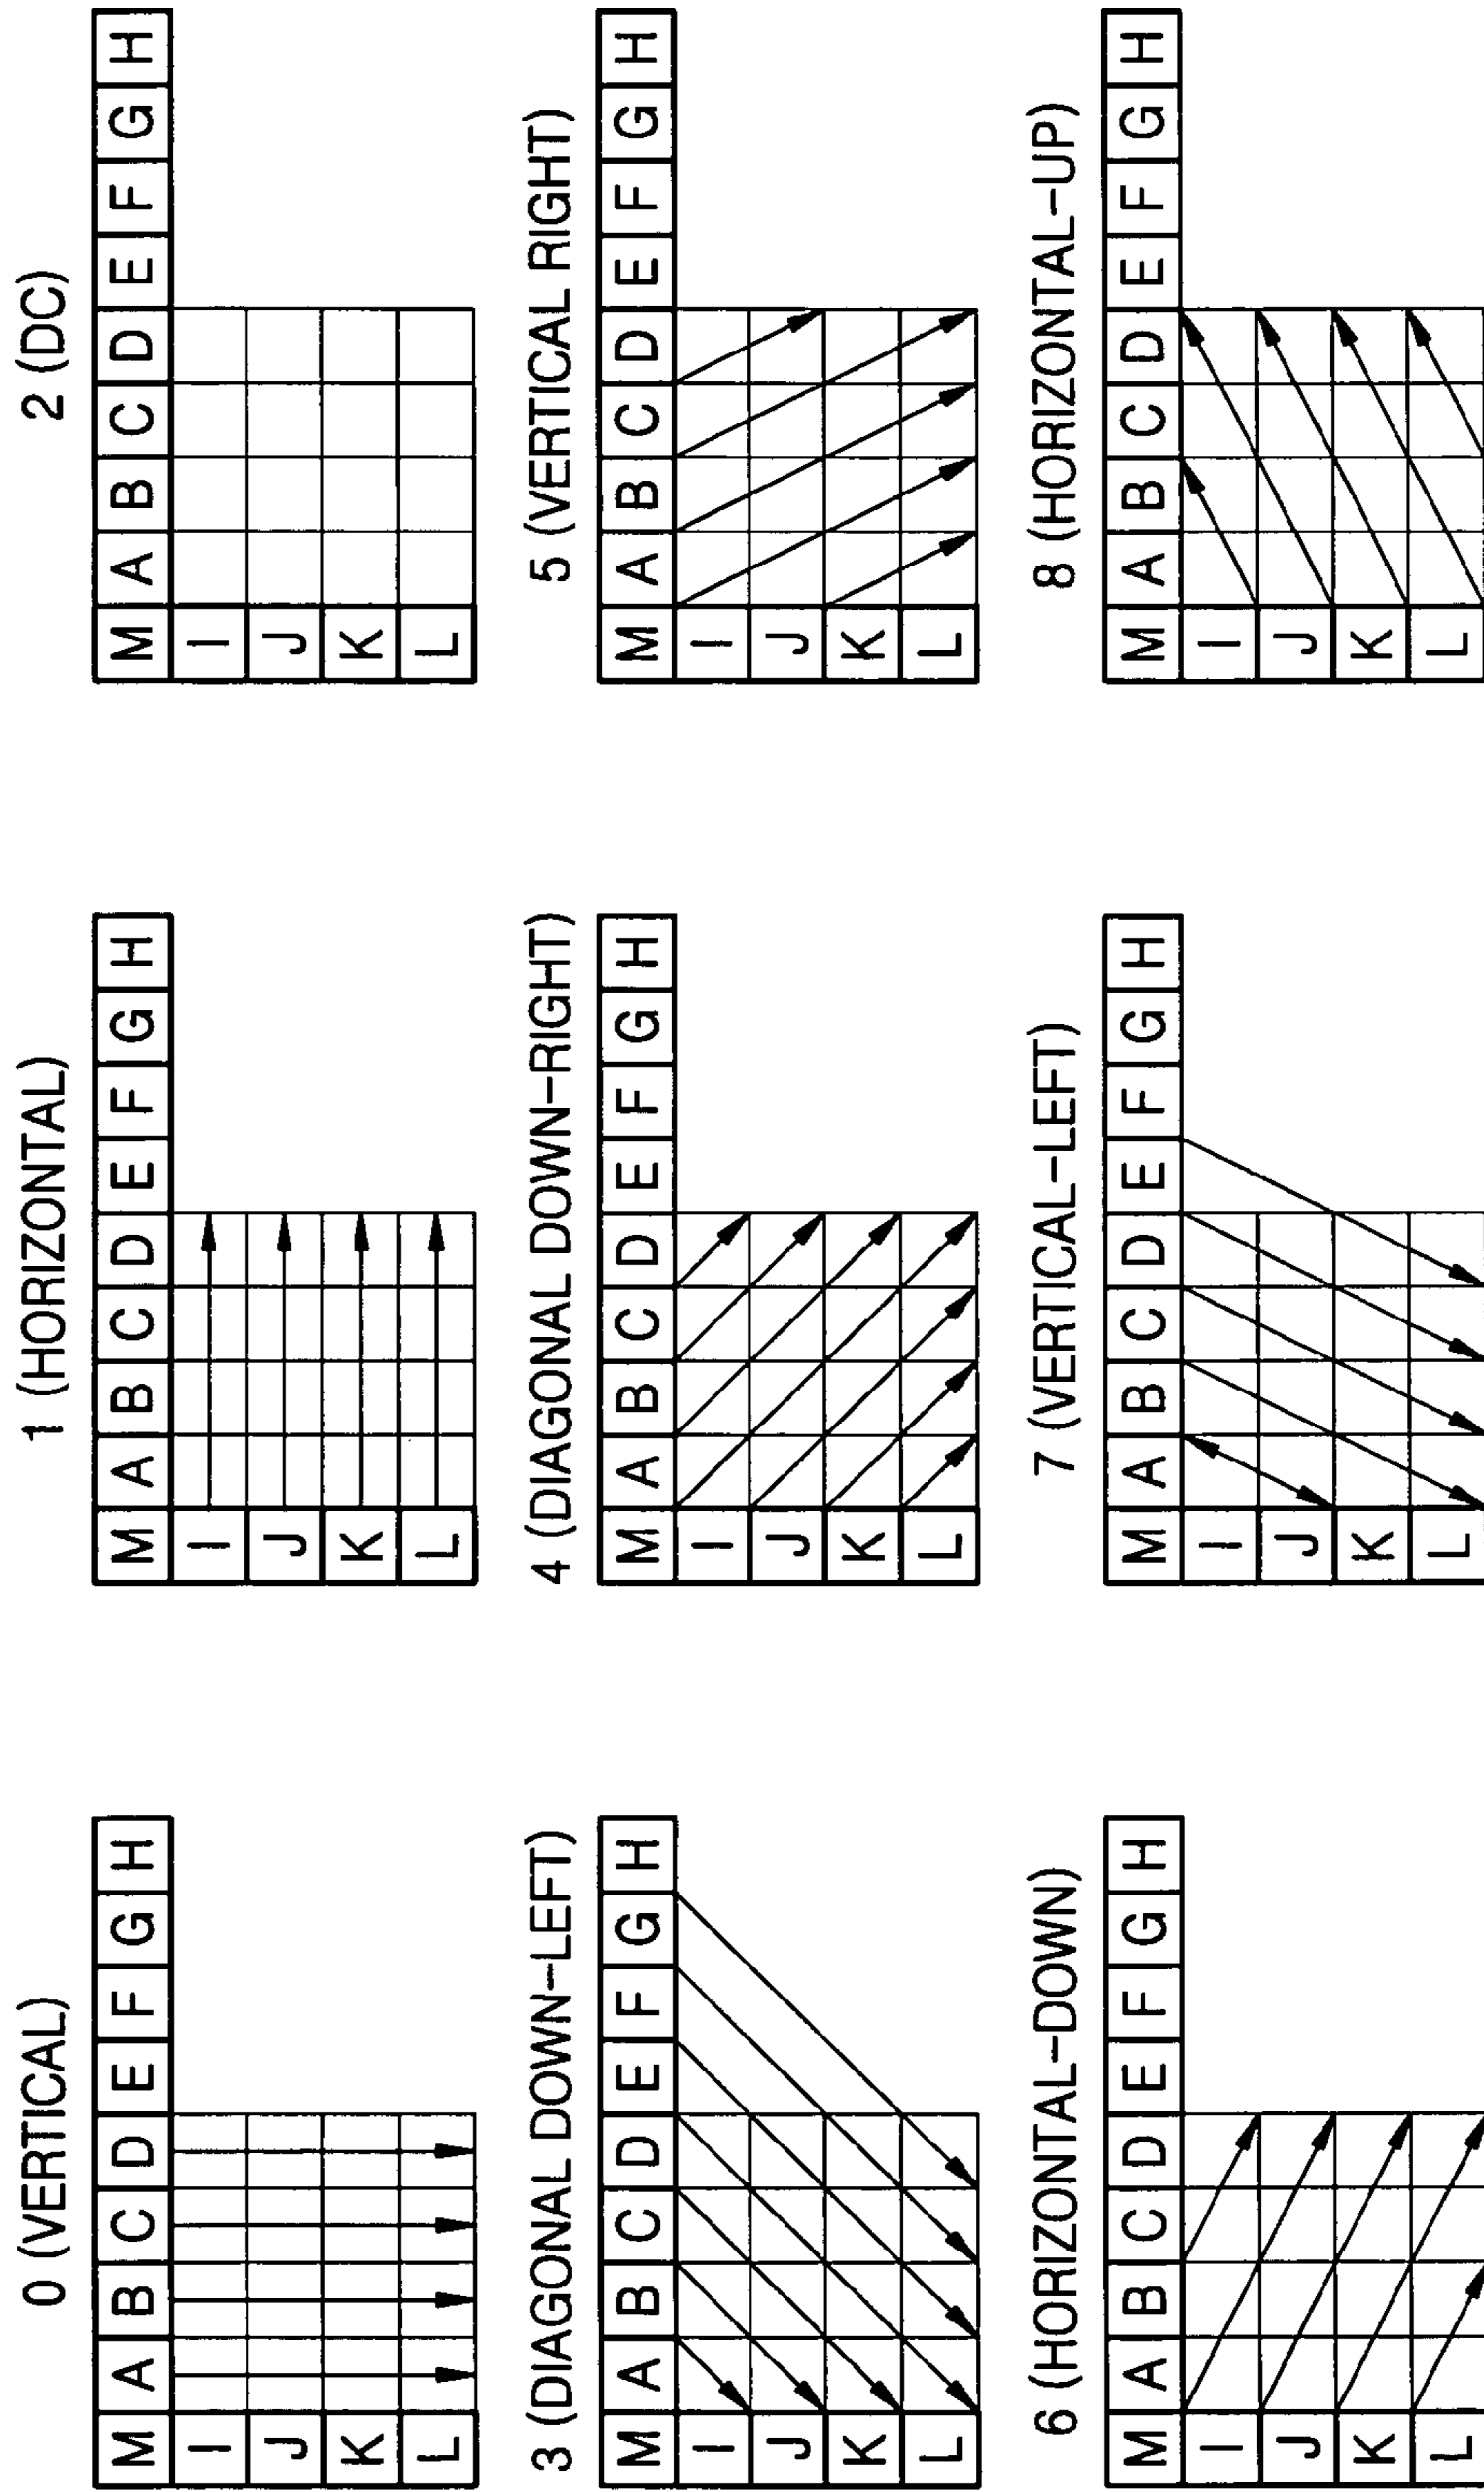 0 (VERTICAL)
M A B C D E F G H
I
J
K
L
1 (HORIZONTAL)
M A B C D E F G H
I
J
K
L
2 (DC)
M A B C D E F G H
I
J
K
L
3 (DIAGONAL DOWN-LEFT)
M A B C D E F G H
I
J
K
L
4 (DIAGONAL DOWN-RIGHT)
M A B C D E F G H
I
J
K
L
5 (VERTICAL RIGHT)
M A B C D E F G H
I
J
K
L
6 (HORIZONTAL-DOWN)
M A B C D E F G H
I
J
K
L
7 (VERTICAL-LEFT)
M A B C D E F G H
I
J
K
L
8 (HORIZONTAL-UP)
M A B C D E F G H
I
J
K
L